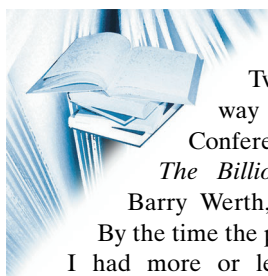 Tw
way
Confere
The Billio
Barry Werth,
By the time the p
I had more or le